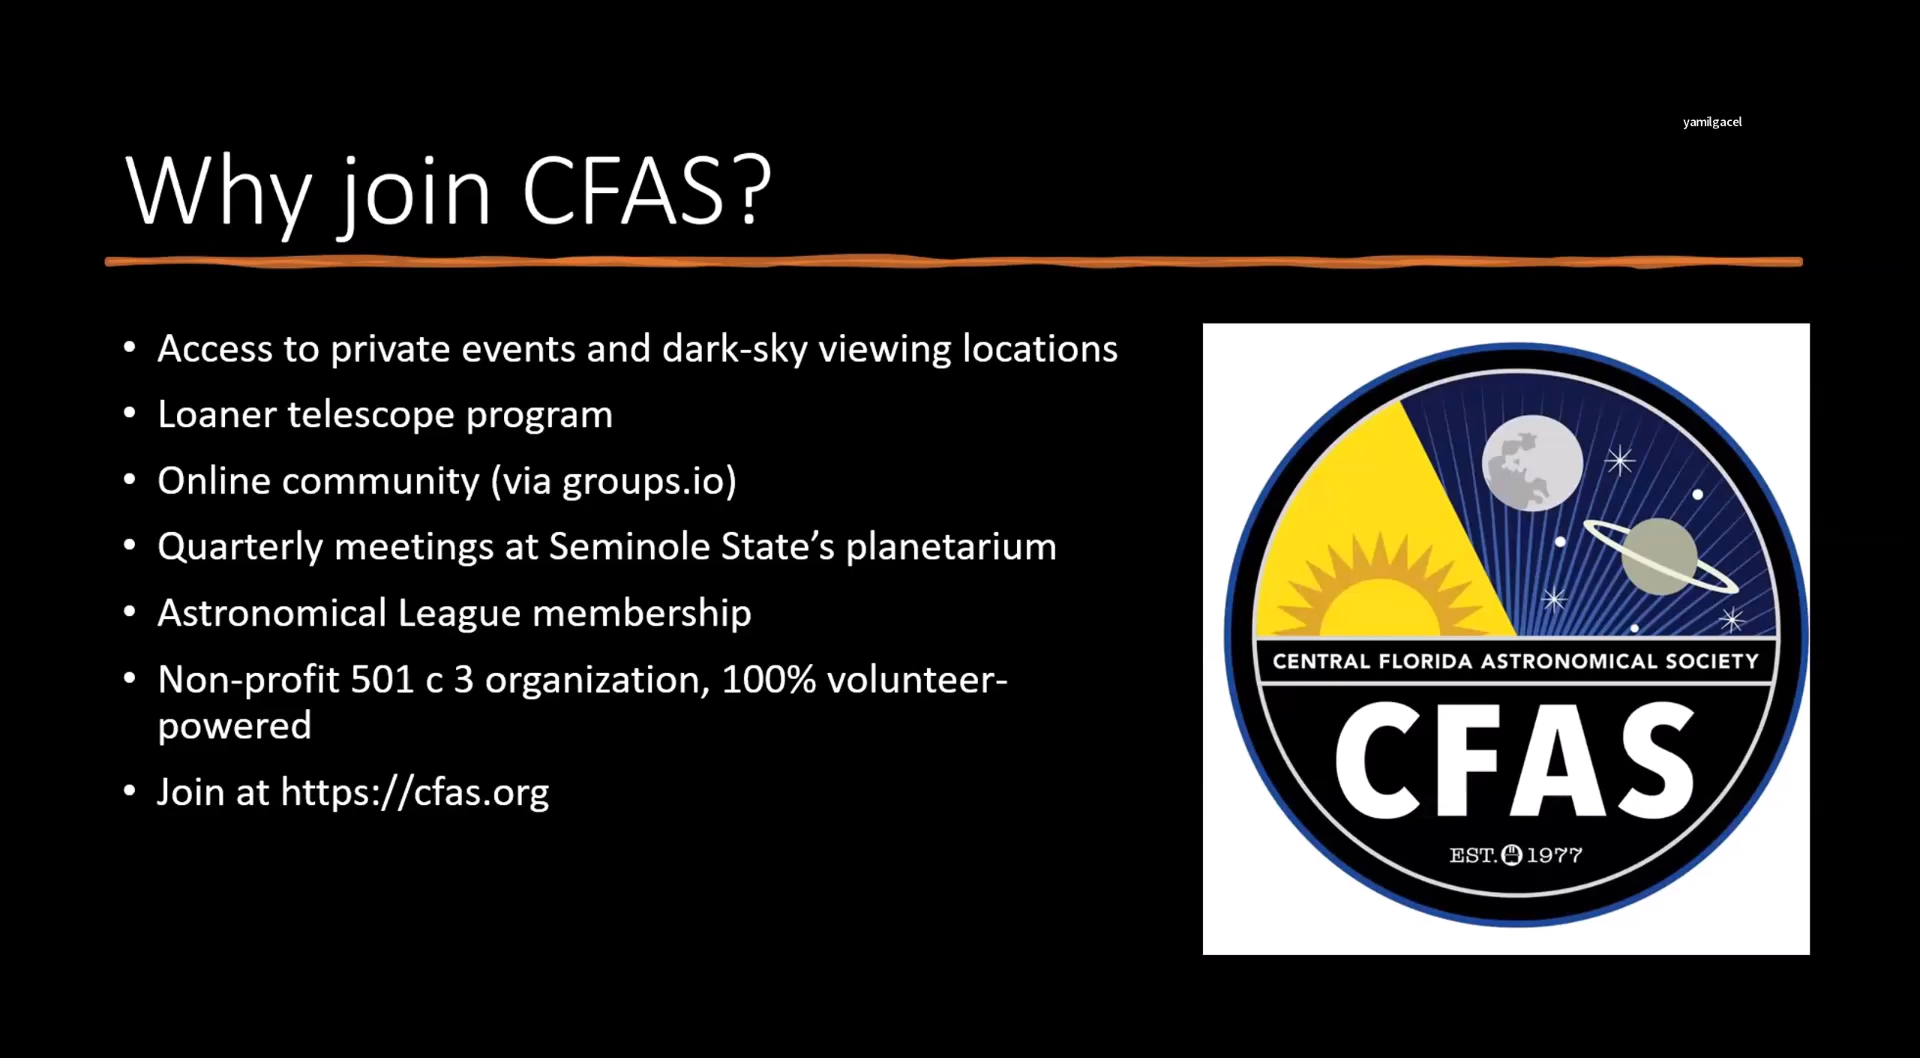 yamilgacel
Why join CFAS?
• Access to private events and dark-sky viewing locations
• Loaner telescope program
• Online community (via groups.io)
• Quarterly meetings at Seminole State’s planetarium
• Astronomical League membership
• Non-profit 501 c 3 organization, 100% volunteer-
powered
• Join at https://cfas.org
CENTRAL FLORIDA ASTRONOMICAL SOCIETY
CFAS
EST. 1977